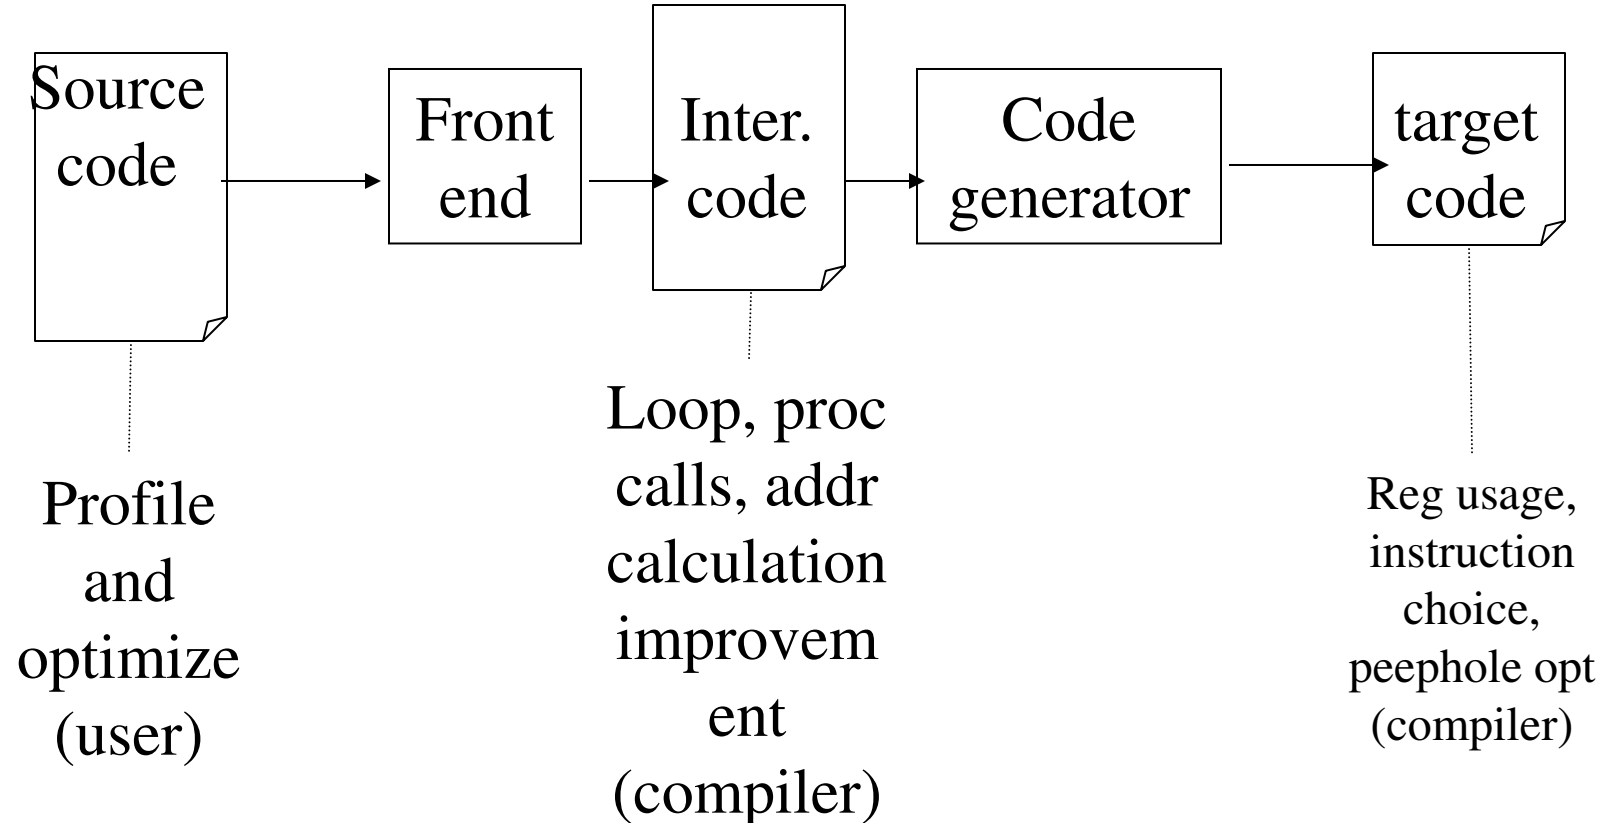 Source
code
Front
end
Inter.
code
Code
generator
target
code
Profile
and
optimize
(user)
Loop, proc
calls, addr
calculation
improvem
ent
(compiler)
Reg usage,
instruction
choice,
peephole opt
(compiler)